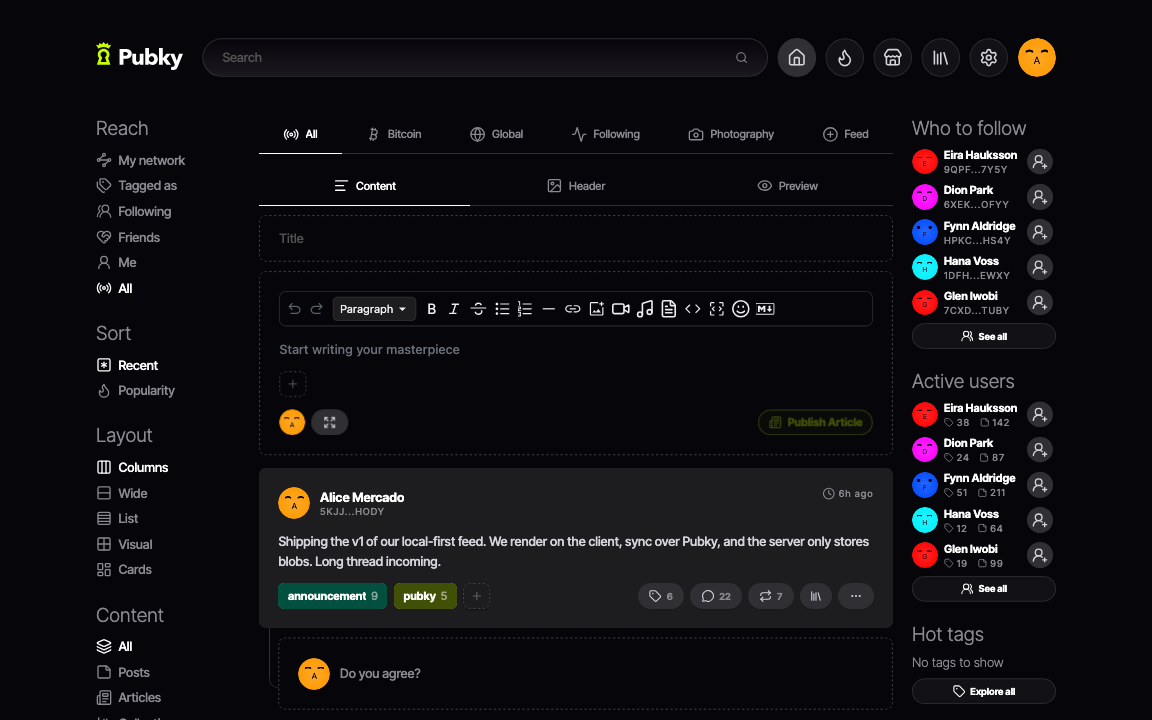 Pubky
Search
Reach
My network
Tagged as
Following
Friends
Me
All
Sort
Recent
Popularity
Layout
Columns
Wide
List
Visual
Cards
Content
All
Posts
Articles
All
Bitcoin
Global
Following
Photography
Feed
Content
Header
Preview
Title
Paragraph
Start writing your masterpiece
Publish Article
Alice Mercado
5KJJ...HODY
6h ago
Shipping the v1 of our local-first feed. We render on the client, sync over Pubky, and the server only stores
blobs. Long thread incoming.
announcement 9
pubky 5
6
22
7
Do you agree?
Who to follow
Eira Hauksson
9QPF...7Y5Y
Dion Park
6XEK...OFYY
Fynn Aldridge
HPKC...HS4Y
Hana Voss
1DFH...EWXY
Glen Iwobi
7CXD...TUBY
See all
Active users
Eira Hauksson
38 142
Dion Park
24 87
Fynn Aldridge
51 211
Hana Voss
12 64
Glen Iwobi
19 99
See all
Hot tags
No tags to show
Explore all